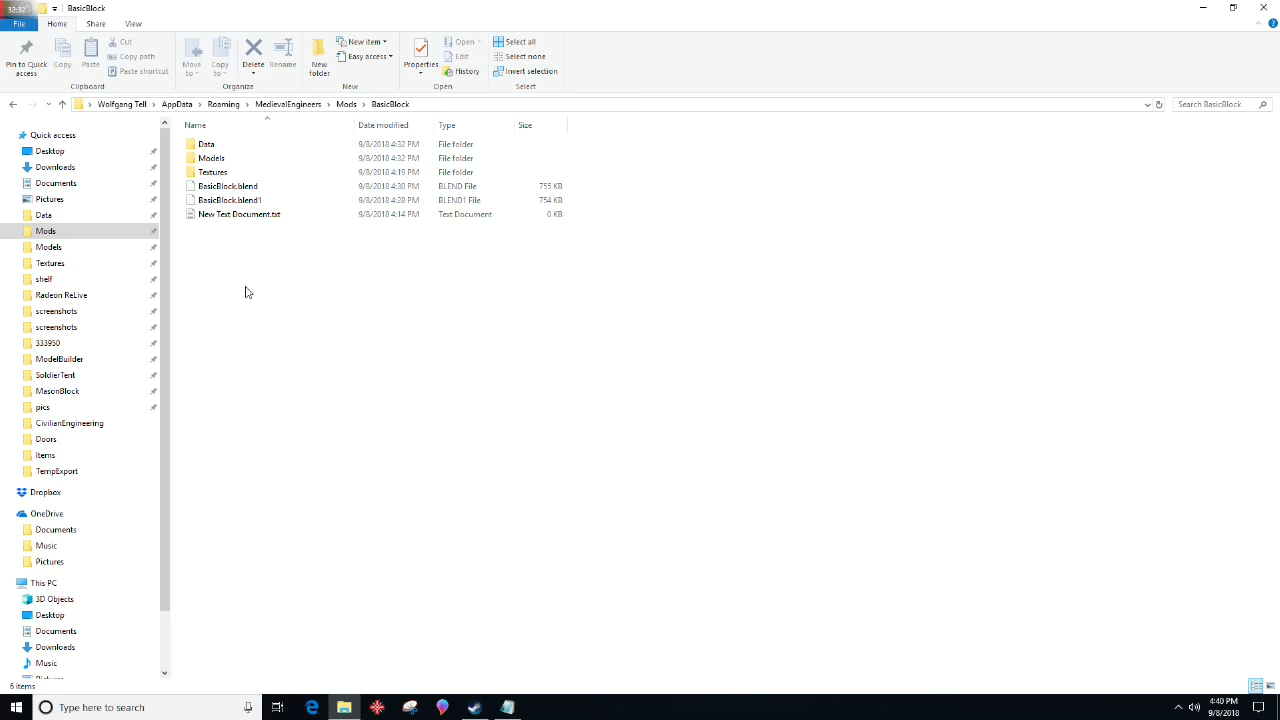 32:32
BasicBlock
File
Home
Share
View
Pin to Quick access
Copy
Paste
Cut
Copy path
Paste shortcut
Clipboard
Move to
Copy to
Delete
Rename
Organize
New folder
New item
Easy access
New
Properties
Open
Edit
History
Open
Select all
Select none
Invert selection
Select
Wolfgang Tell
AppData
Roaming
MedievalEngineers
Mods
BasicBlock
Search BasicBlock
Name
Date modified
Type
Size
Data 9/8/2018 4:32 PM File folder
Models 9/8/2018 4:32 PM File folder
Textures 9/8/2018 4:19 PM File folder
BasicBlock.blend 9/8/2018 4:30 PM BLEND File 755 KB
BasicBlock.blend1 9/8/2018 4:28 PM BLEND1 File 754 KB
New Text Document.txt 9/8/2018 4:14 PM Text Document 0 KB
Quick access
Desktop
Downloads
Documents
Pictures
Data
Mods
Models
Textures
shelf
Radeon ReLive
screenshots
screenshots
333950
ModelBuilder
SoldierTent
MasonBlock
pics
CivilianEngineering
Doors
Items
TempExport
Dropbox
OneDrive
Documents
Music
Pictures
This PC
3D Objects
Desktop
Documents
Downloads
Music
6 items
Type here to search
4:40 PM
9/8/2018